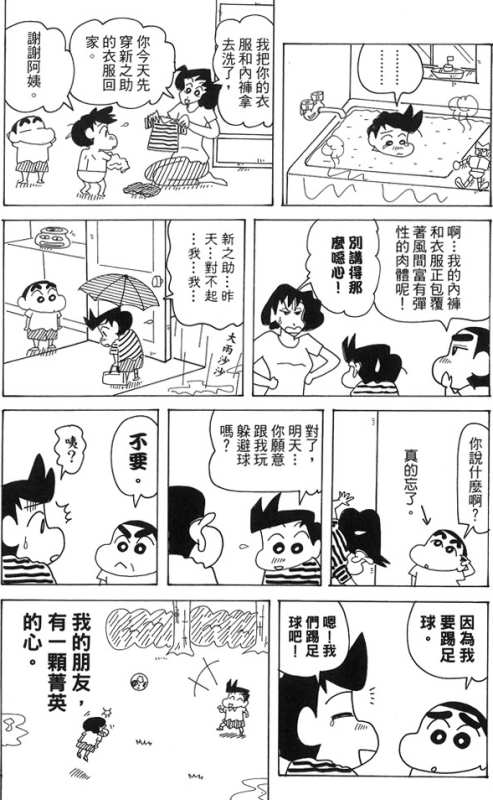 …………
…………
我把你的衣
服和內褲拿
去洗了，
你今天先
穿新之助
的衣服回
家。
謝謝阿姨。
啊…我的內褲
和衣服正包覆
著風間富有彈
性的肉體呢！
別講得那
麼噁心！
新之助…昨
天…對不起
…我…我…
大雨沙沙
你說什麼啊？
真的忘了。
對了，
明天…
你願意
跟我玩
躲避球
嗎？
不要。
咦？
因為我
要踢足
球。
嗯！我
們踢足
球吧！
我的朋友，
有一顆菁英
的心。